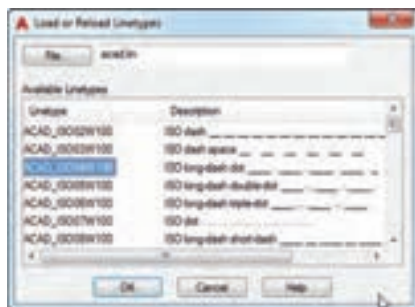 Load or Reload Linetypes
File... acad.lin
Available Linetypes
Linetype Description
ACAD_ISO02W100 ISO dash
ACAD_ISO03W100 ISO dash space
ACAD_ISO04W100 ISO long-dash dot
ACAD_ISO05W100 ISO long-dash double-dot
ACAD_ISO06W100 ISO long-dash triple-dot
ACAD_ISO07W100 ISO dot
ACAD_ISO08W100 ISO long-dash short-dash
OK Cancel Help